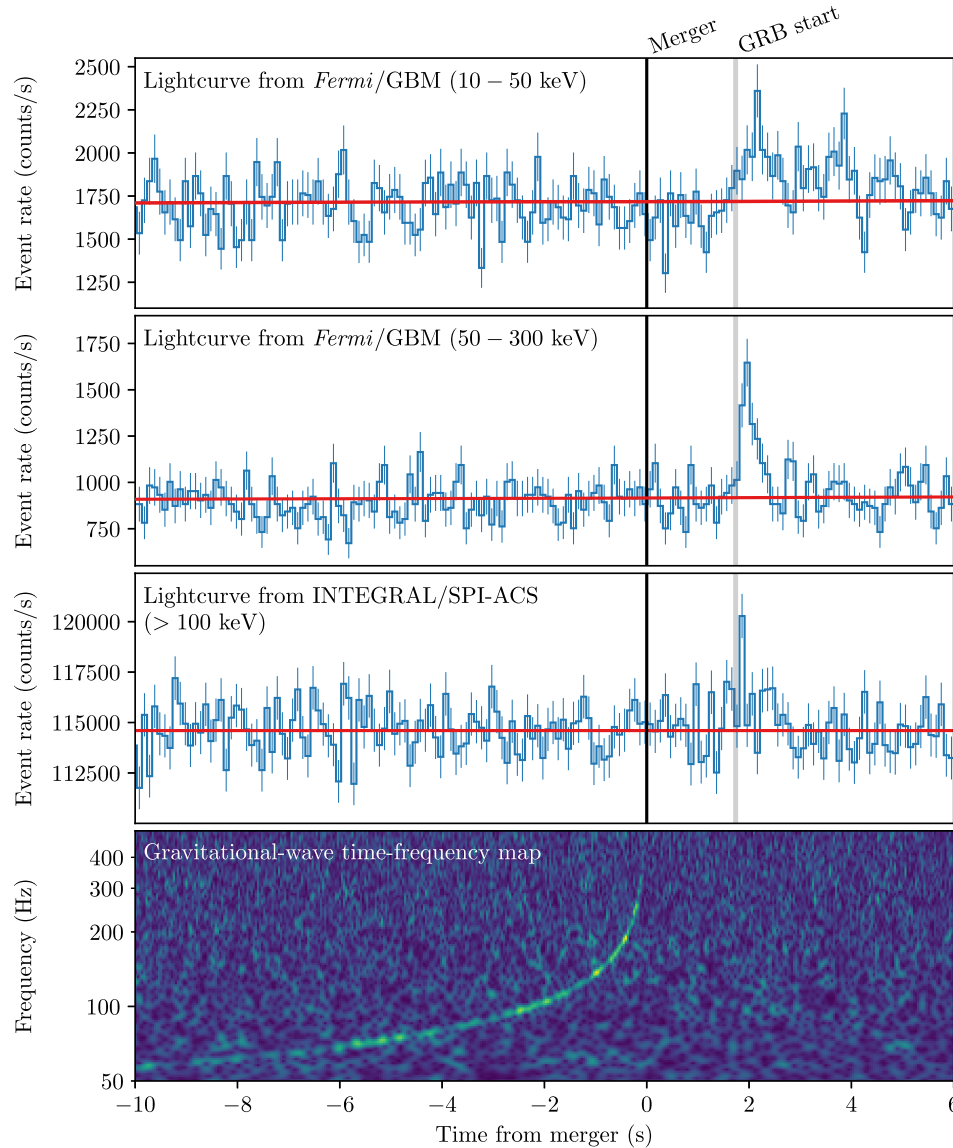 Merger
GRB start
Lightcurve from Fermi/GBM (10 − 50 keV)
Event rate (counts/s)
2500
2250
2000
1750
1500
1250
Lightcurve from Fermi/GBM (50 − 300 keV)
Event rate (counts/s)
1750
1500
1250
1000
750
Lightcurve from INTEGRAL/SPI-ACS
(> 100 keV)
Event rate (counts/s)
120000
117500
115000
112500
Gravitational-wave time-frequency map
Frequency (Hz)
400
300
200
100
50
−10 −8 −6 −4 −2 0 2 4 6
Time from merger (s)